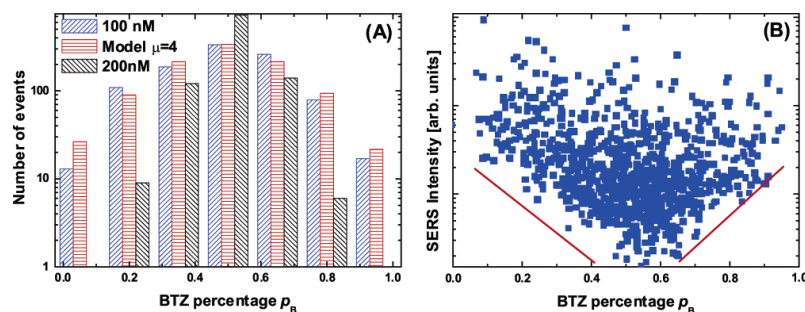 (A)
100 nM
Model μ=4
200nM
Number of events
100
10
1
0.0 0.2 0.4 0.6 0.8 1.0
BTZ percentage pB
(B)
SERS Intensity [arb. units]
0.0 0.2 0.4 0.6 0.8 1.0
BTZ percentage pB